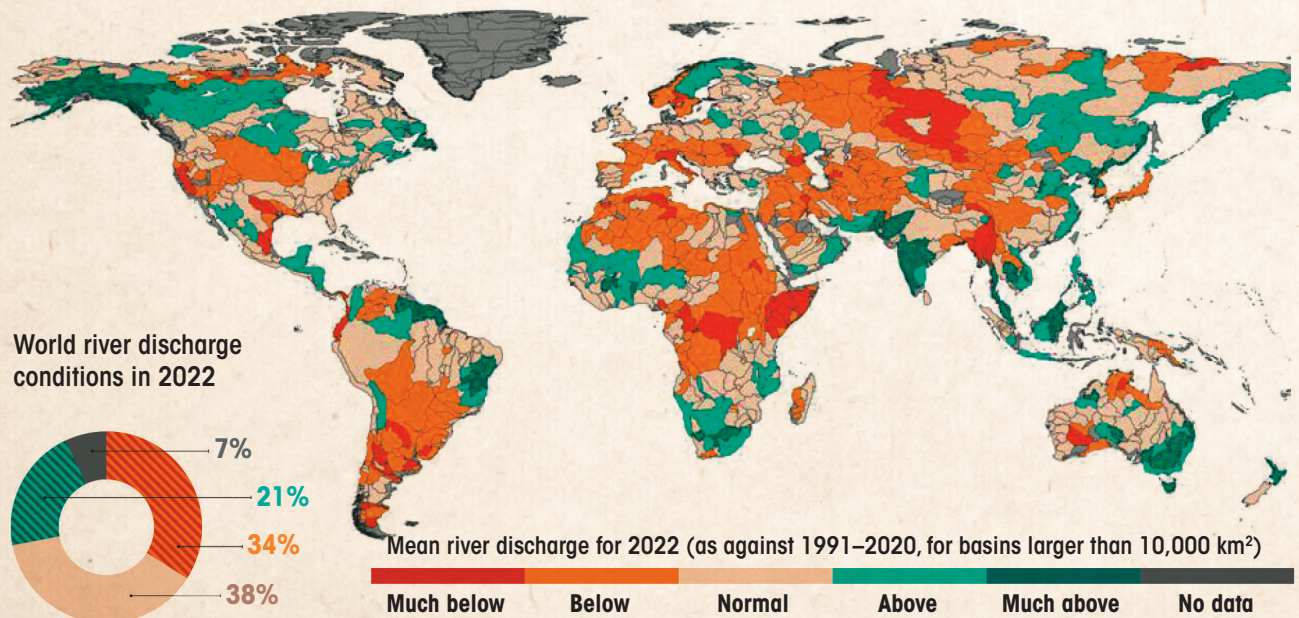 World river discharge
conditions in 2022
7%
21%
34%
38%
Mean river discharge for 2022 (as against 1991–2020, for basins larger than 10,000 km²)
Much below
Below
Normal
Above
Much above
No data